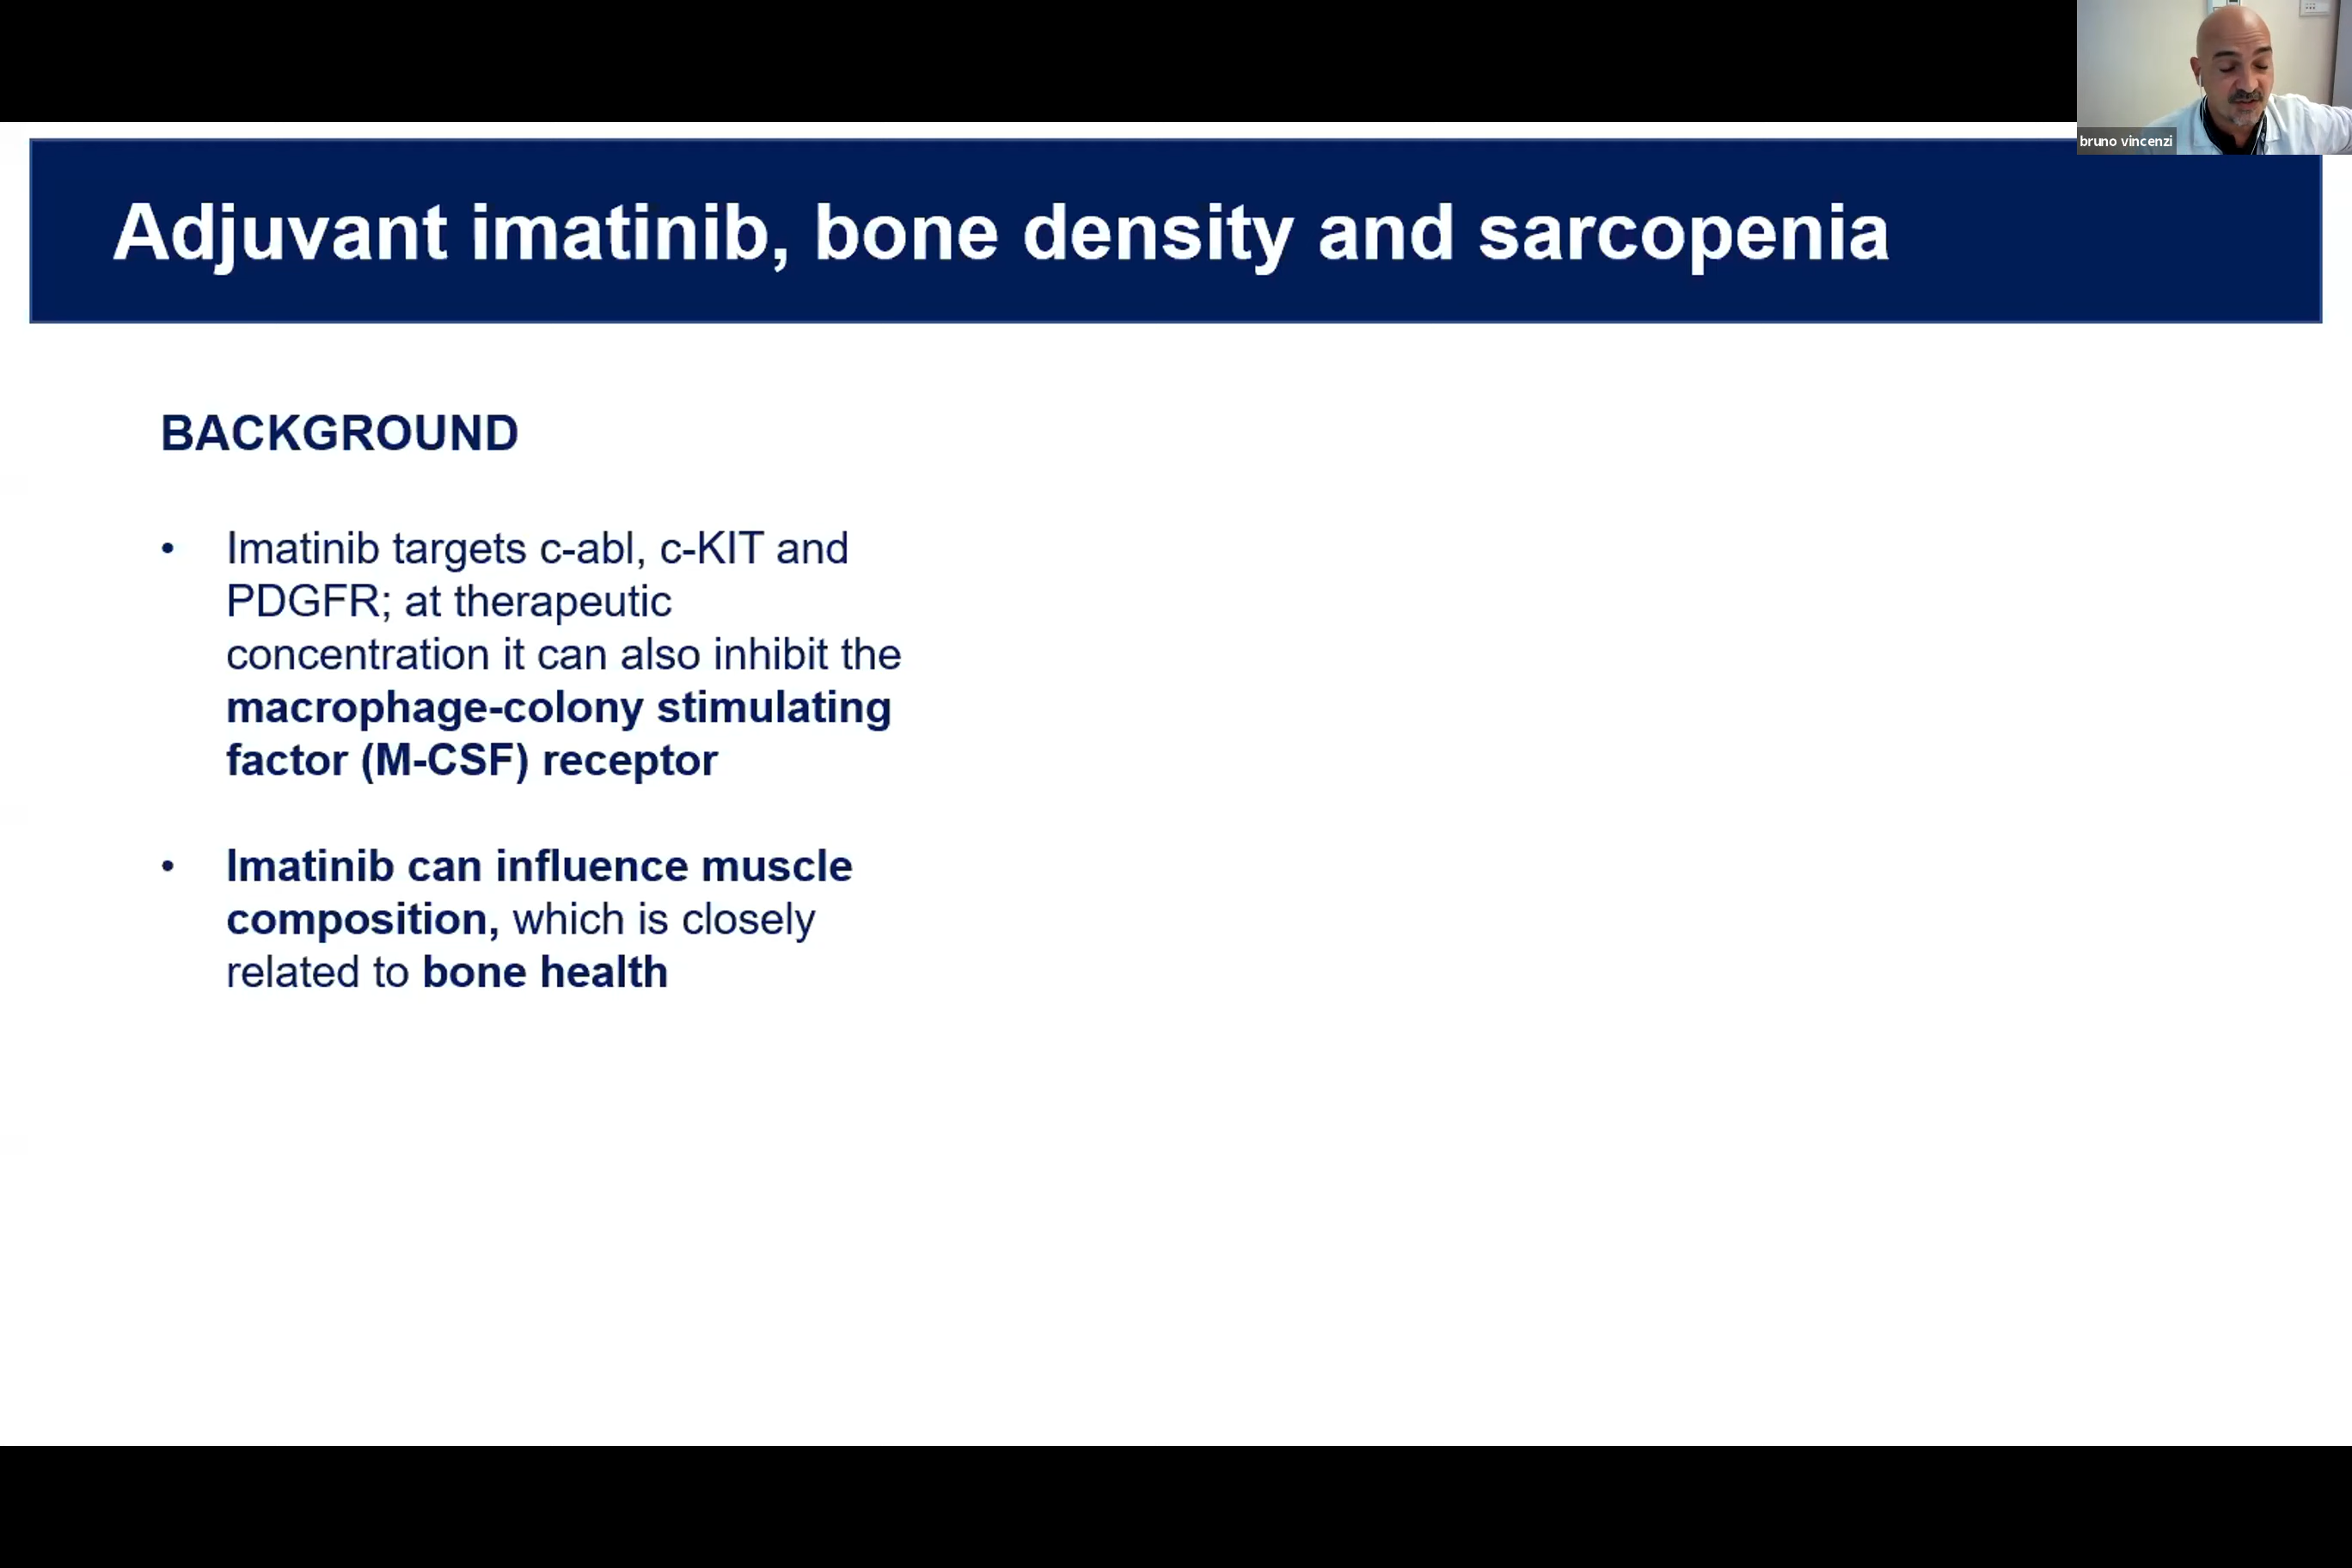 bruno vincenzi
Adjuvant imatinib, bone density and sarcopenia
BACKGROUND
• Imatinib targets c-abl, c-KIT and
PDGFR; at therapeutic
concentration it can also inhibit the
macrophage-colony stimulating
factor (M-CSF) receptor
• Imatinib can influence muscle
composition, which is closely
related to bone health